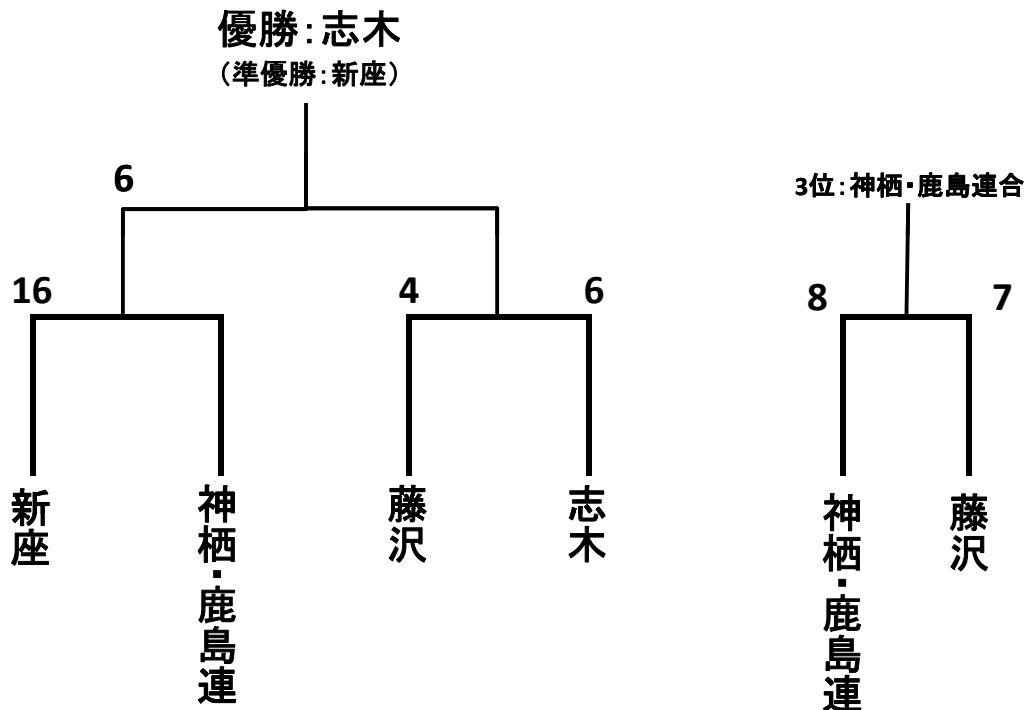 優勝：志木
（準優勝：新座）
6
3位：神栖・鹿島連合
16
4
6
8
7
新座
神栖・鹿島連
藤沢
志木
神栖・鹿島連
藤沢